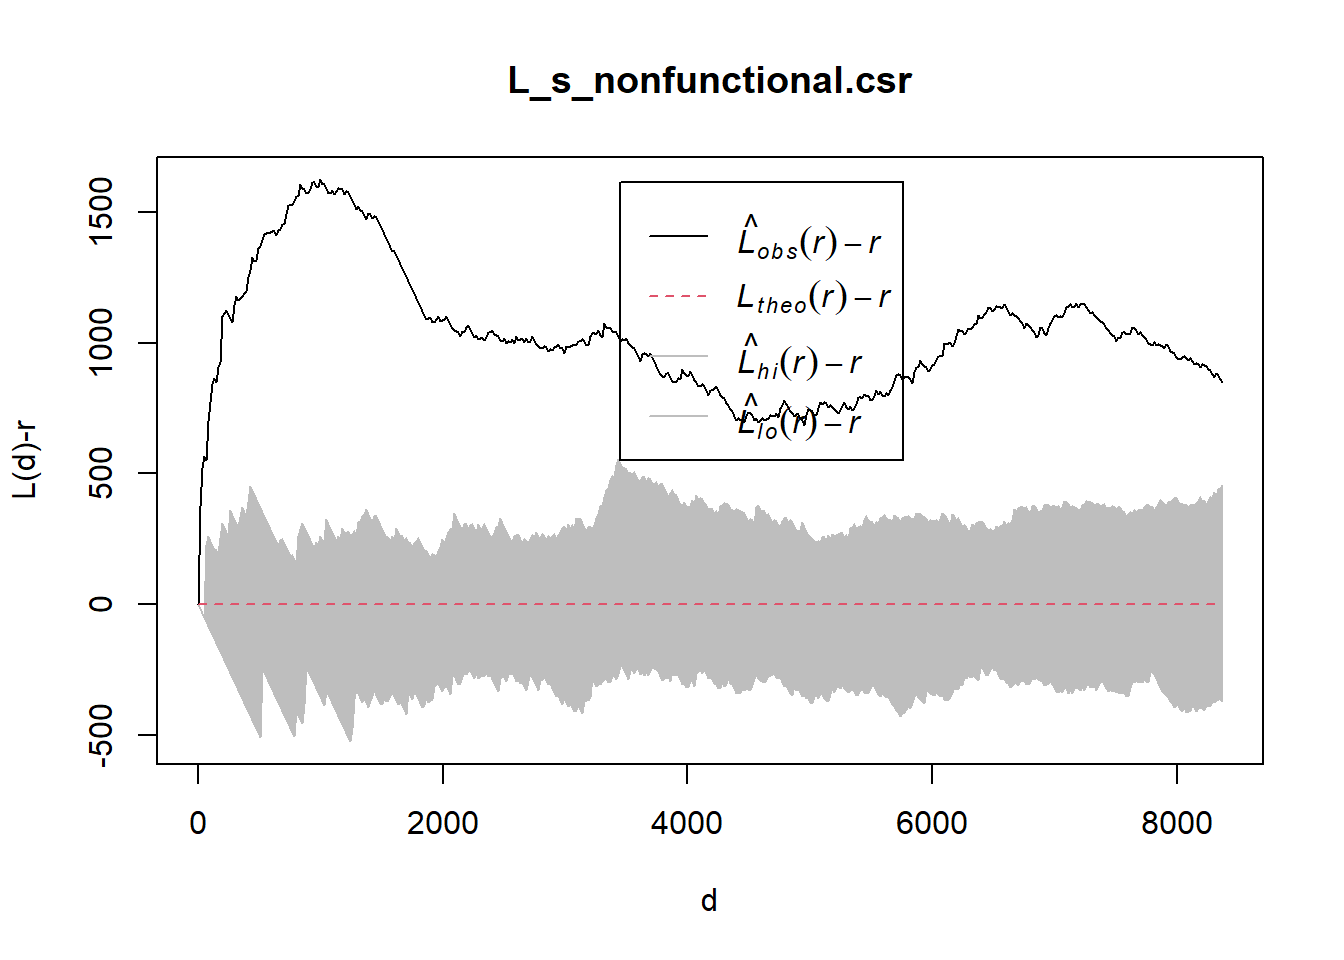 L_s_nonfunctional.csr
L(d)-r
1500
1000
500
0
-500
L̂obs(r) – r
Ltheo(r) – r
L̂hi(r) – r
L̂lo(r) – r
0 2000 4000 6000 8000
d